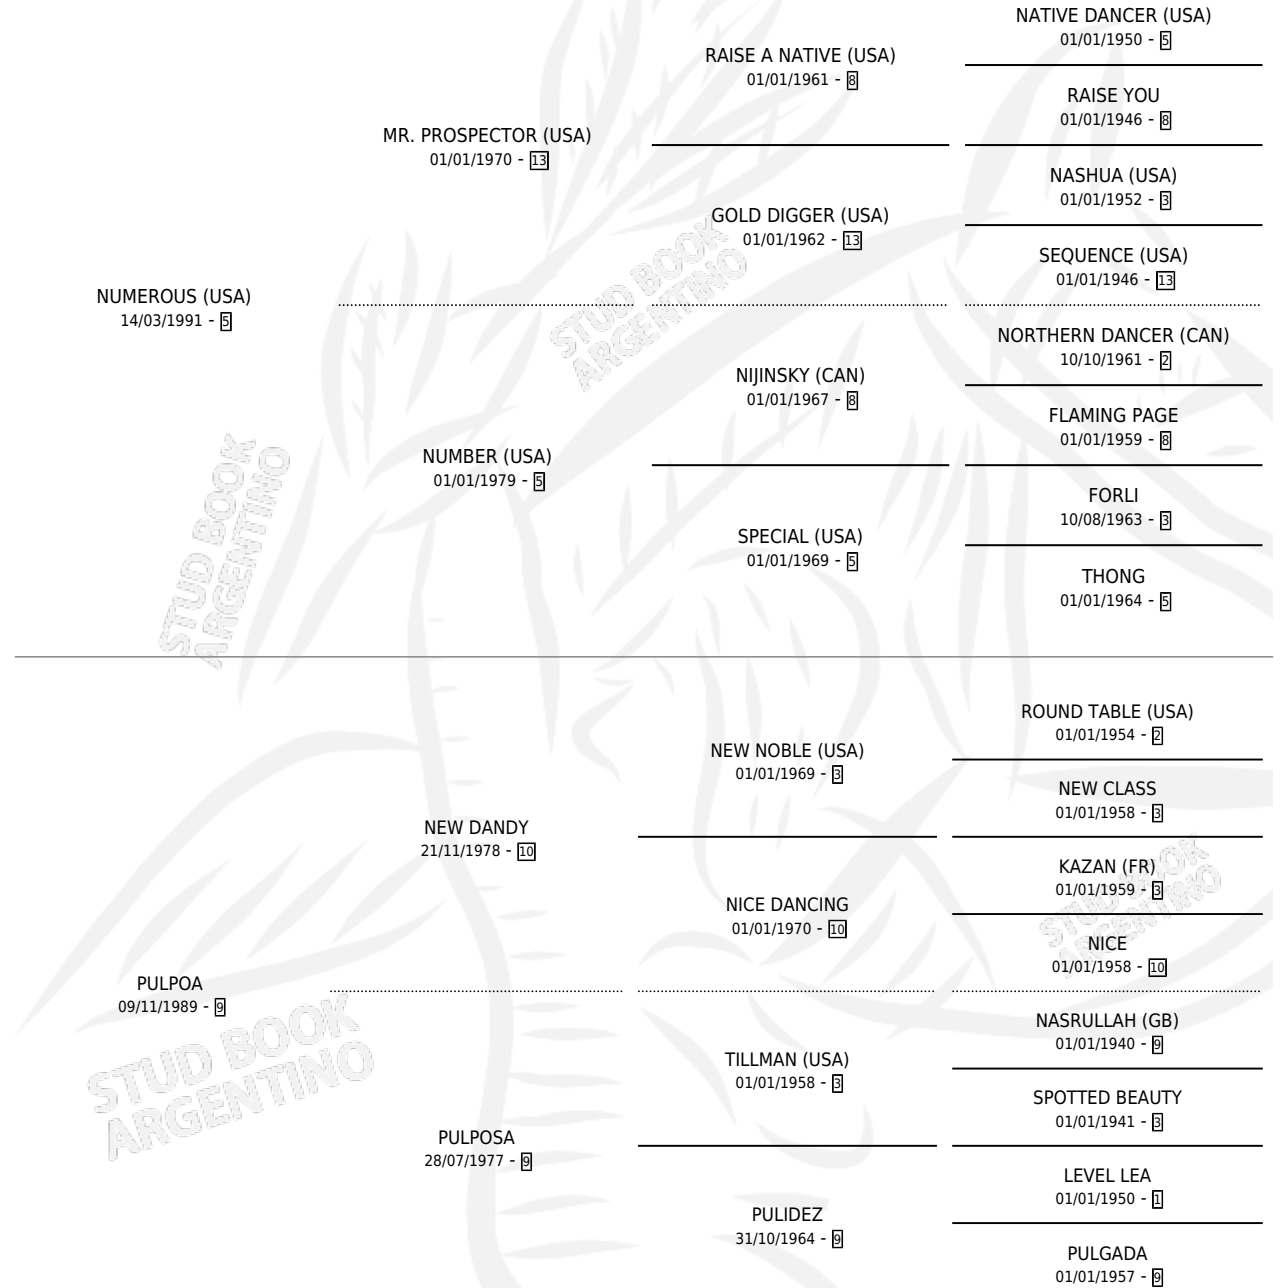 NATIVE DANCER (USA)
01/01/1950 - 5
RAISE A NATIVE (USA)
01/01/1961 - 8
RAISE YOU
01/01/1946 - 8
MR. PROSPECTOR (USA)
01/01/1970 - 13
NASHUA (USA)
01/01/1952 - 3
GOLD DIGGER (USA)
01/01/1962 - 13
SEQUENCE (USA)
01/01/1946 - 13
NUMEROUS (USA)
14/03/1991 - 5
STUD BOOK
ARGENTINO
NORTHERN DANCER (CAN)
10/10/1961 - 2
NIJINSKY (CAN)
01/01/1967 - 8
FLAMING PAGE
01/01/1959 - 8
NUMBER (USA)
01/01/1979 - 5
FORLI
10/08/1963 - 3
SPECIAL (USA)
01/01/1969 - 5
THONG
01/01/1964 - 5
STUD BOOK
ARGENTINO
ROUND TABLE (USA)
01/01/1954 - 2
NEW NOBLE (USA)
01/01/1969 - 3
NEW CLASS
01/01/1958 - 3
NEW DANDY
21/11/1978 - 10
KAZAN (FR)
01/01/1959 - 3
NICE DANCING
01/01/1970 - 10
NICE
01/01/1958 - 10
STUD BOOK
ARGENTINO
PULPOA
09/11/1989 - 9
NASRULLAH (GB)
01/01/1940 - 9
TILLMAN (USA)
01/01/1958 - 3
SPOTTED BEAUTY
01/01/1941 - 3
STUD BOOK
ARGENTINO
PULPOSA
28/07/1977 - 9
LEVEL LEA
01/01/1950 - 1
PULIDEZ
31/10/1964 - 9
PULGADA
01/01/1957 - 9